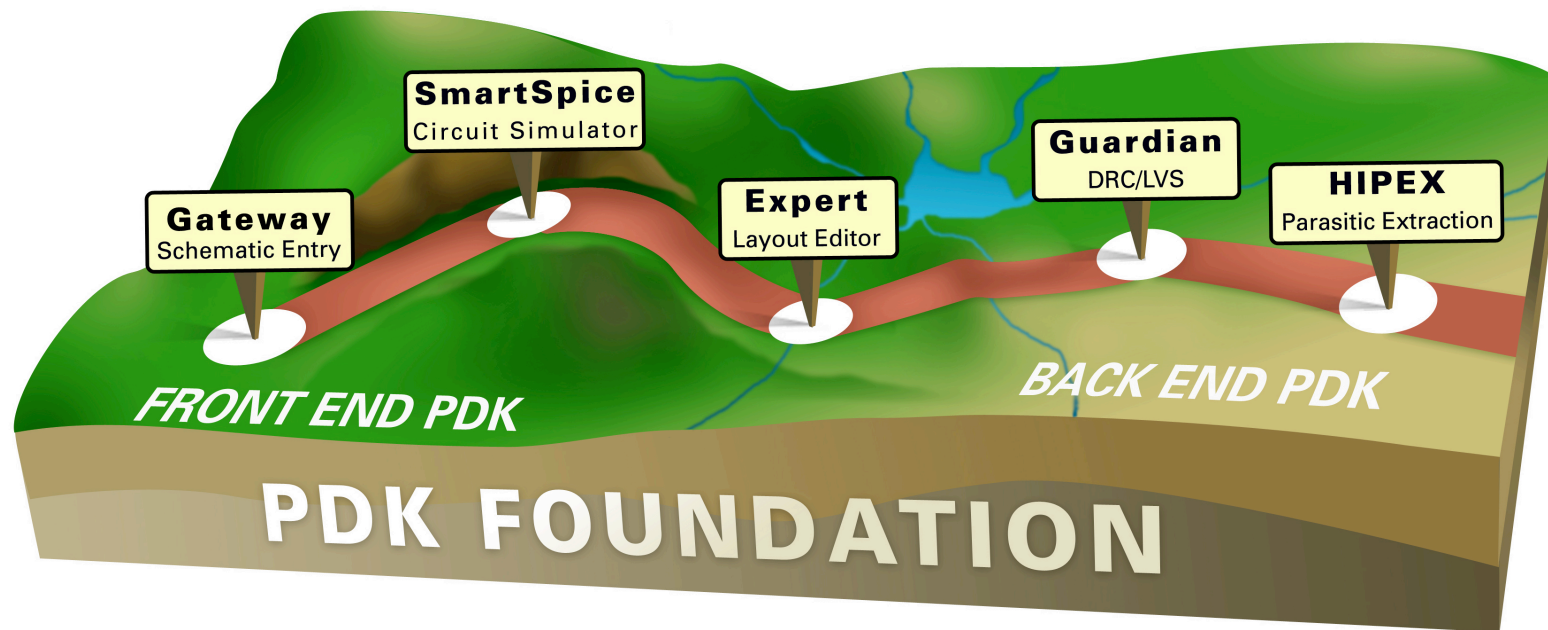 SmartSpice
Circuit Simulator
Gateway
Schematic Entry
Expert
Layout Editor
Guardian
DRC/LVS
HIPEX
Parasitic Extraction
FRONT END PDK
BACK END PDK
PDK FOUNDATION